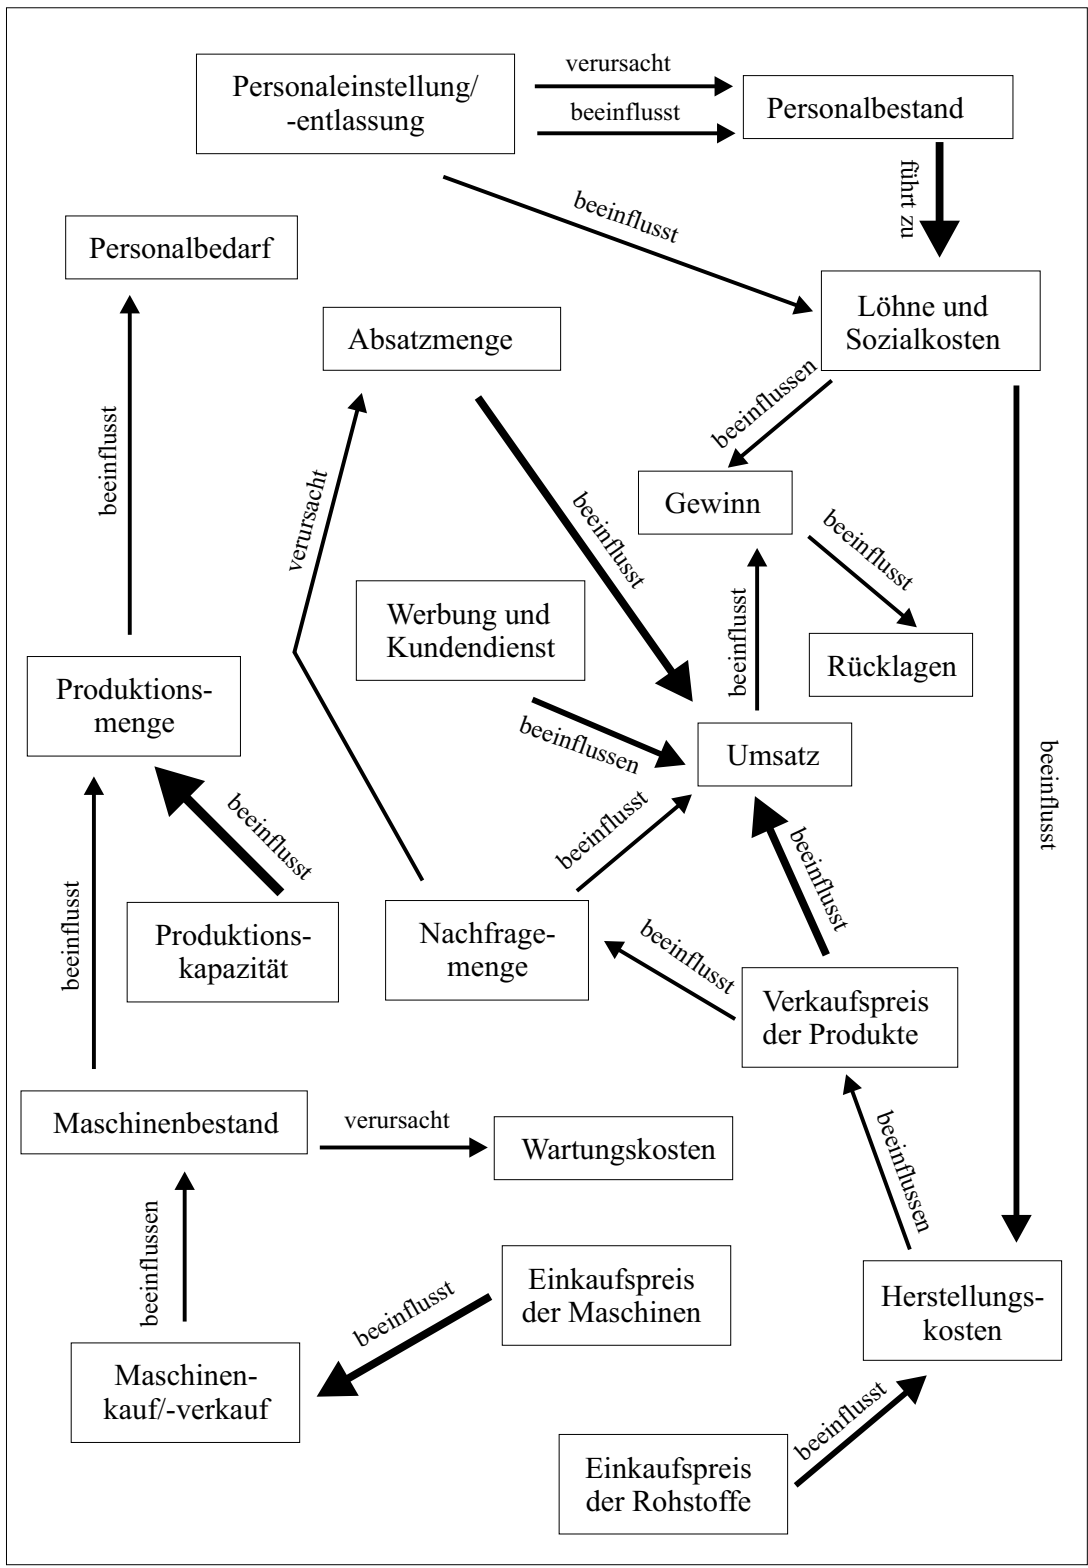 verursacht
Personaleinstellung/
-entlassung
beeinflusst
Personalbestand
führt zu
beeinflusst
Personalbedarf
Löhne und
Sozialkosten
Absatzmenge
beeinflussen
beeinflusst
verursacht
beeinflusst
Gewinn
beeinflusst
Werbung und
Kundendienst
beeinflusst
Rücklagen
Produktions-
menge
beeinflussen
Umsatz
beeinflusst
beeinflusst
beeinflusst
beeinflusst
beeinflusst
Produktions-
kapazität
Nachfrage-
menge
beeinflusst
Verkaufspreis
der Produkte
Maschinenbestand
verursacht
Wartungskosten
beeinflussen
beeinflussen
Einkaufspreis
der Maschinen
beeinflusst
Herstellungs-
kosten
Maschinen-
kauf/-verkauf
beeinflusst
Einkaufspreis
der Rohstoffe